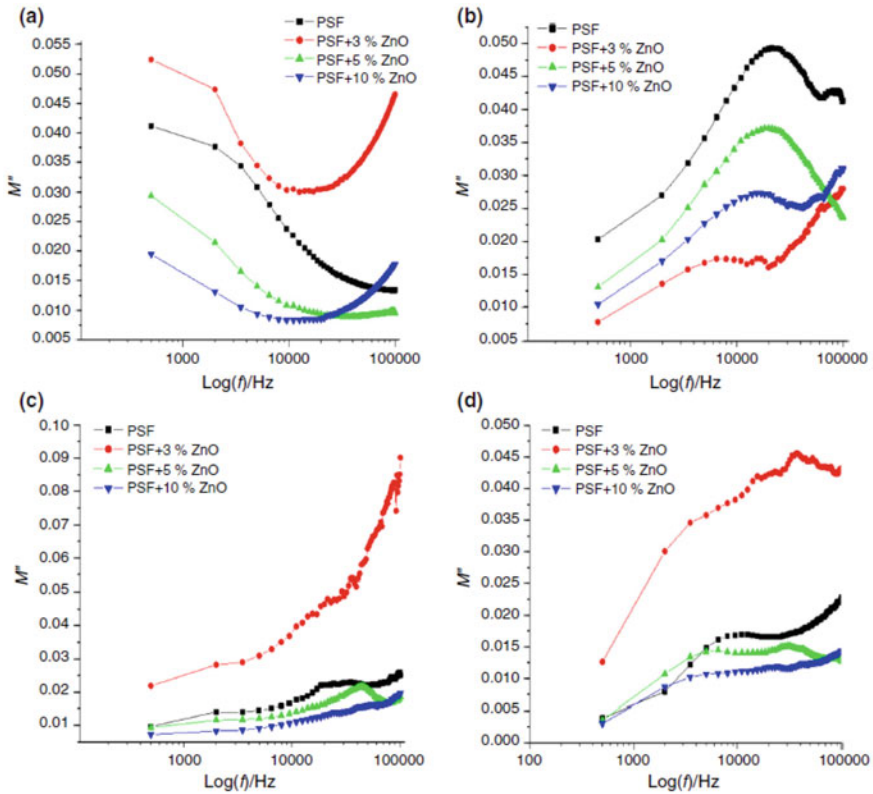 (a)
PSF
PSF+3 % ZnO
PSF+5 % ZnO
PSF+10 % ZnO
0.055
0.050
0.045
0.040
0.035
0.030
0.025
0.020
0.015
0.010
0.005
M"
1000
10000
100000
Log(f)/Hz
(b)
PSF
PSF+3 % ZnO
PSF+5 % ZnO
PSF+10 % ZnO
0.050
0.045
0.040
0.035
0.030
0.025
0.020
0.015
0.010
0.005
M"
1000
10000
100000
Log(f)/Hz
(c)
PSF
PSF+3 % ZnO
PSF+5 % ZnO
PSF+10 % ZnO
0.10
0.09
0.08
0.07
0.06
0.05
0.04
0.03
0.02
0.01
M"
1000
10000
100000
Log(f)/Hz
(d)
PSF
PSF+3 % ZnO
PSF+5 % ZnO
PSF+10 % ZnO
0.050
0.045
0.040
0.035
0.030
0.025
0.020
0.015
0.010
0.005
0.000
M"
100
1000
10000
100000
Log(f)/Hz